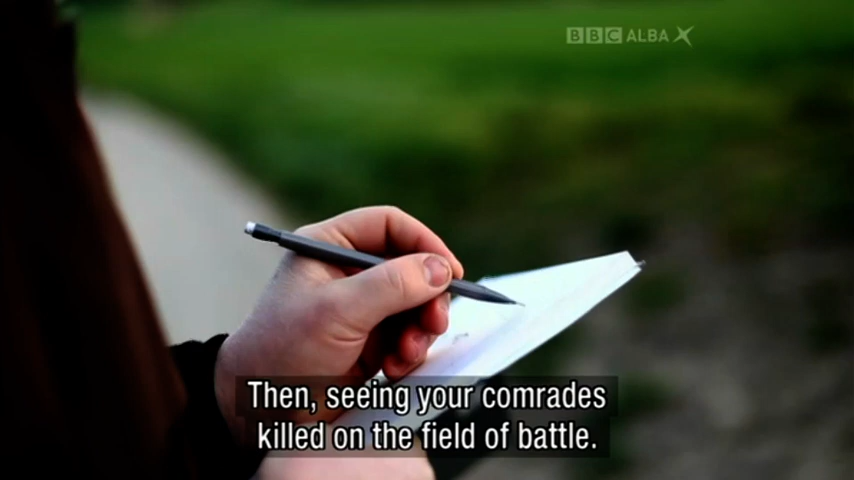 BBC ALBA
Then, seeing your comrades
killed on the field of battle.